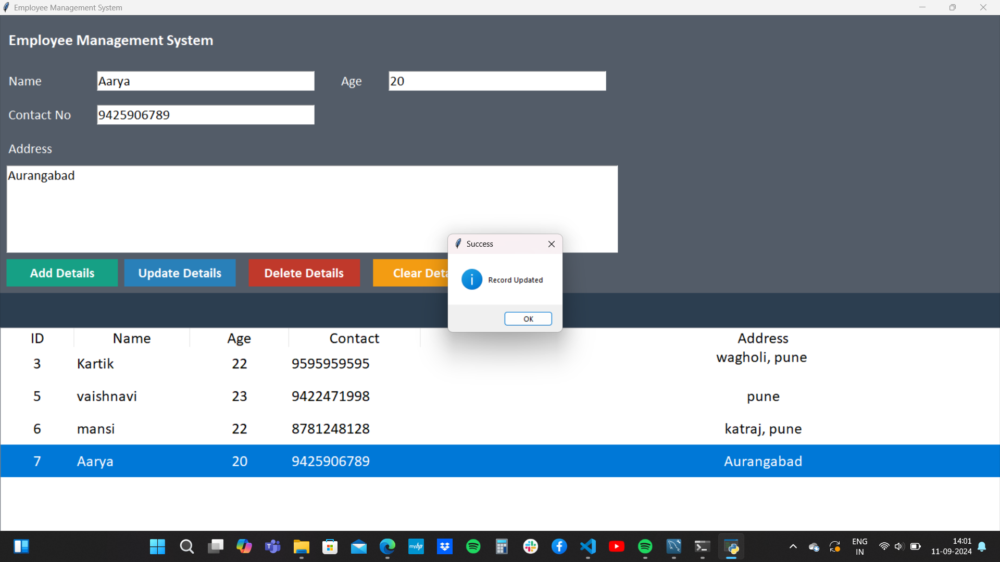 Employee Management System
Employee Management System
Name Aarya Age 20
Contact No 9425906789
Address
Aurangabad
Success
Add Details Update Details Delete Details Clear Deta
Record Updated
OK
ID Name Age Contact Address
3 Kartik 22 9595959595 wagholi, pune
5 vaishnavi 23 9422471998 pune
6 mansi 22 8781248128 katraj, pune
7 Aarya 20 9425906789 Aurangabad
myhp
ENG
IN
14:01
11-09-2024